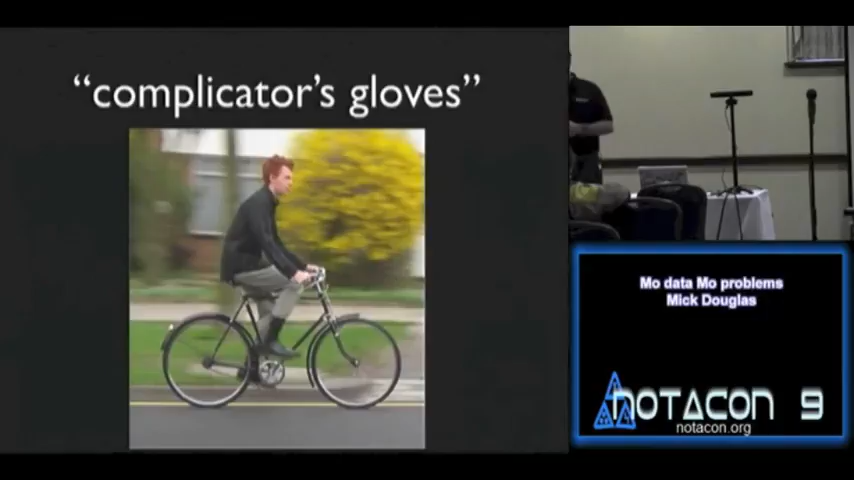 “complicator’s gloves”
Mo data Mo problems
Mick Douglas
NOTACON 9
notacon.org